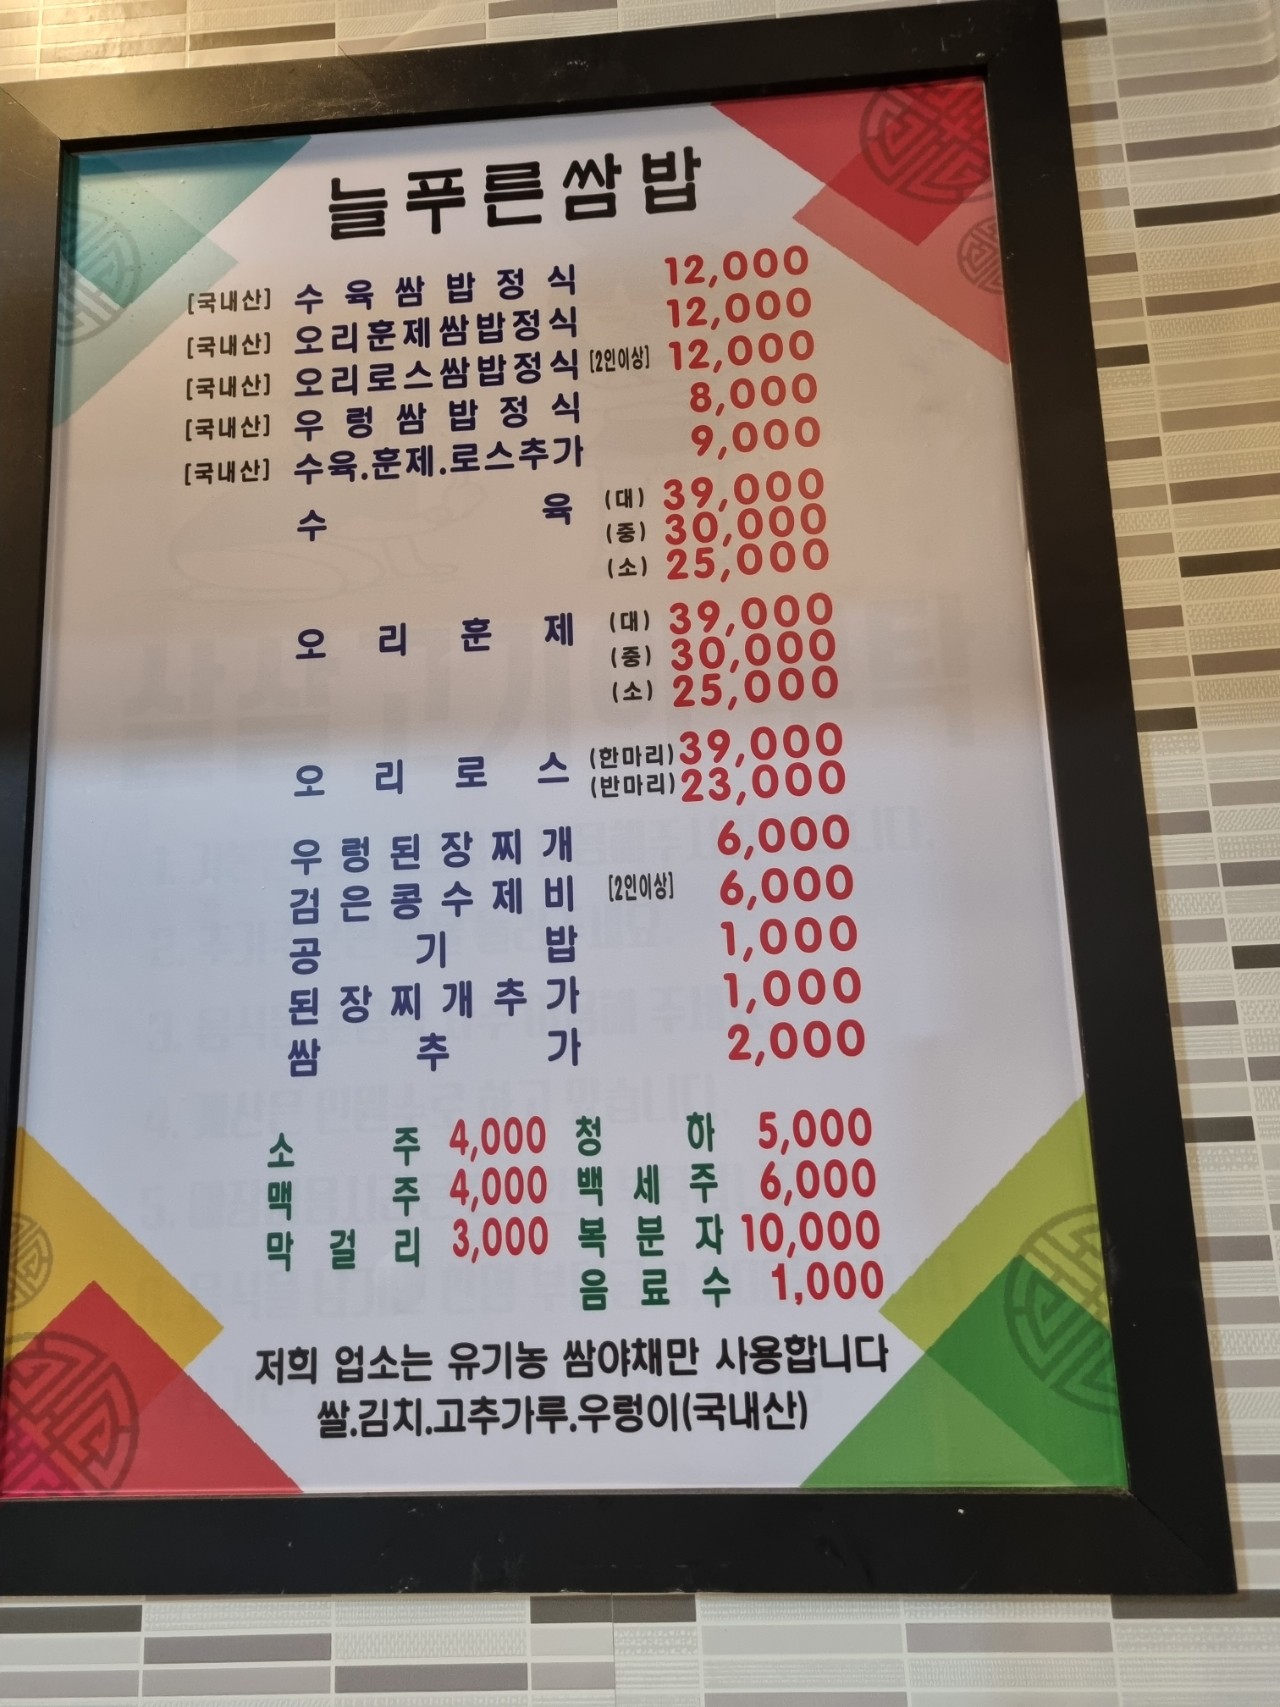 늘푸른쌈밥
[국내산] 수육쌈밥정식 12,000
[국내산] 오리훈제쌈밥정식 12,000
[국내산] 오리로스쌈밥정식 [2인이상] 12,000
[국내산] 우렁쌈밥정식 8,000
[국내산] 수육.훈제.로스추가 9,000
수육 (대) 39,000
(중) 30,000
(소) 25,000
오리훈제 (대) 39,000
(중) 30,000
(소) 25,000
오리로스 (한마리) 39,000
(반마리) 23,000
우렁된장찌개 6,000
검은콩수제비 [2인이상] 6,000
공기밥 1,000
된장찌개추가 1,000
쌈추가 2,000
소주 4,000 청하 5,000
맥주 4,000 백세주 6,000
막걸리 3,000 복분자 10,000
음료수 1,000
저희 업소는 유기농 쌈야채만 사용합니다
쌀.김치.고추가루.우렁이(국내산)